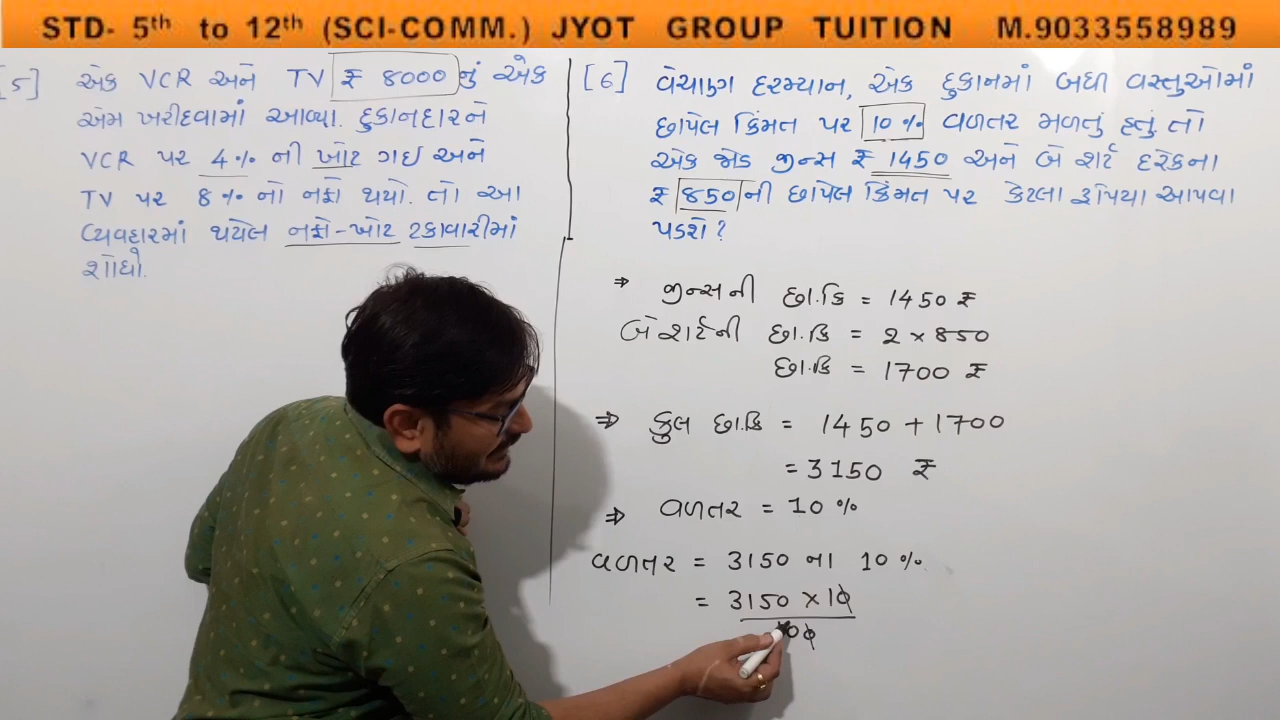 STD- 5th to 12th (SCI-COMM.) JYOT GROUP TUITION M.9033558989
[5] એક VCR અને TV ₹ 8000 નું એક
એમ ખરીદવામાં આવ્યા. દુકાનદારને
VCR પર 4% ની ખોટ ગઇ અને
TV પર 8% નો નફો થયો. તો આ
વ્યવહારમાં થયેલ નફો-ખોટ ટકાવારીમાં
શોધો.
[6] વેચાણ દરમ્યાન, એક દુકાનમાં બધી વસ્તુઓમાં
છાપેલ કિંમત પર 10% વળતર મળતું હતું. તો
એક જોડ જીન્સ ₹ 1450 અને બે શર્ટ દરેકના
₹ 850 ની છાપેલ કિંમત પર કેટલા રૂપિયા આપવા
પડશે?
⇒ જીન્સની છા.કિ = 1450 ₹
બે શર્ટની છા.કિ = 2 × 850
છા.કિ = 1700 ₹
⇒ કુલ છા.કિ = 1450 + 1700
= 3150 ₹
⇒ વળતર = 10 %
વળતર = 3150 ના 10 %
= 3150 × 10
100